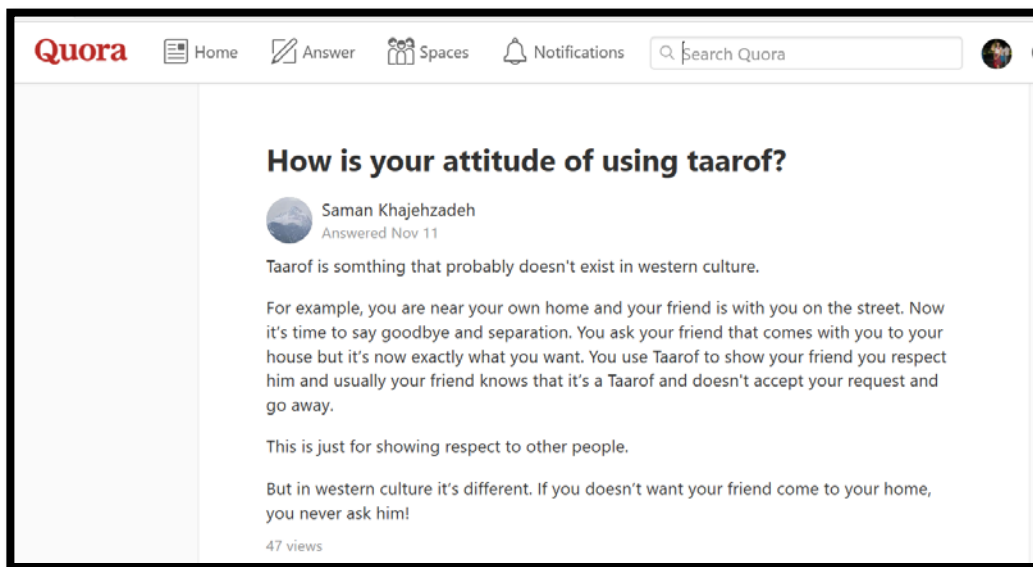 Quora Home Answer Spaces Notifications Search Quora
How is your attitude of using taarof?
Saman Khajehzadeh
Answered Nov 11
Taarof is somthing that probably doesn't exist in western culture.
For example, you are near your own home and your friend is with you on the street. Now
it's time to say goodbye and separation. You ask your friend that comes with you to your
house but it's now exactly what you want. You use Taarof to show your friend you respect
him and usually your friend knows that it's a Taarof and doesn't accept your request and
go away.
This is just for showing respect to other people.
But in western culture it's different. If you doesn't want your friend come to your home,
you never ask him!
47 views